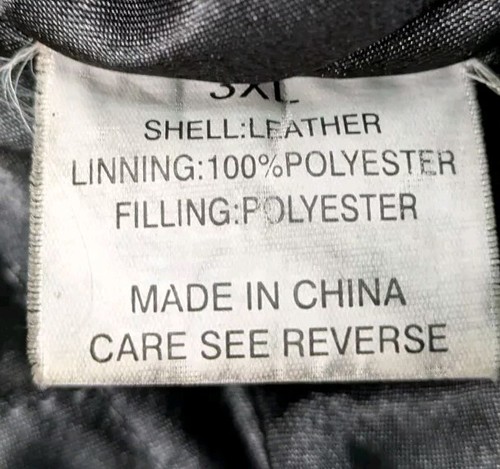 3XL
SHELL:LEATHER
LINNING:100%POLYESTER
FILLING:POLYESTER
MADE IN CHINA
CARE SEE REVERSE